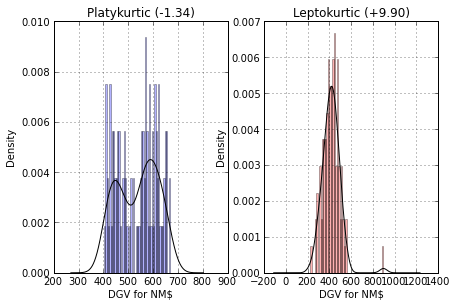 Platykurtic (-1.34)
0.010
0.008
0.006
0.004
0.002
0.000
Density
200 300 400 500 600 700 800 900
DGV for NM$
Leptokurtic (+9.90)
0.007
0.006
0.005
0.004
0.003
0.002
0.001
0.000
Density
−200 0 200 400 600 800 1000 1200 1400
DGV for NM$